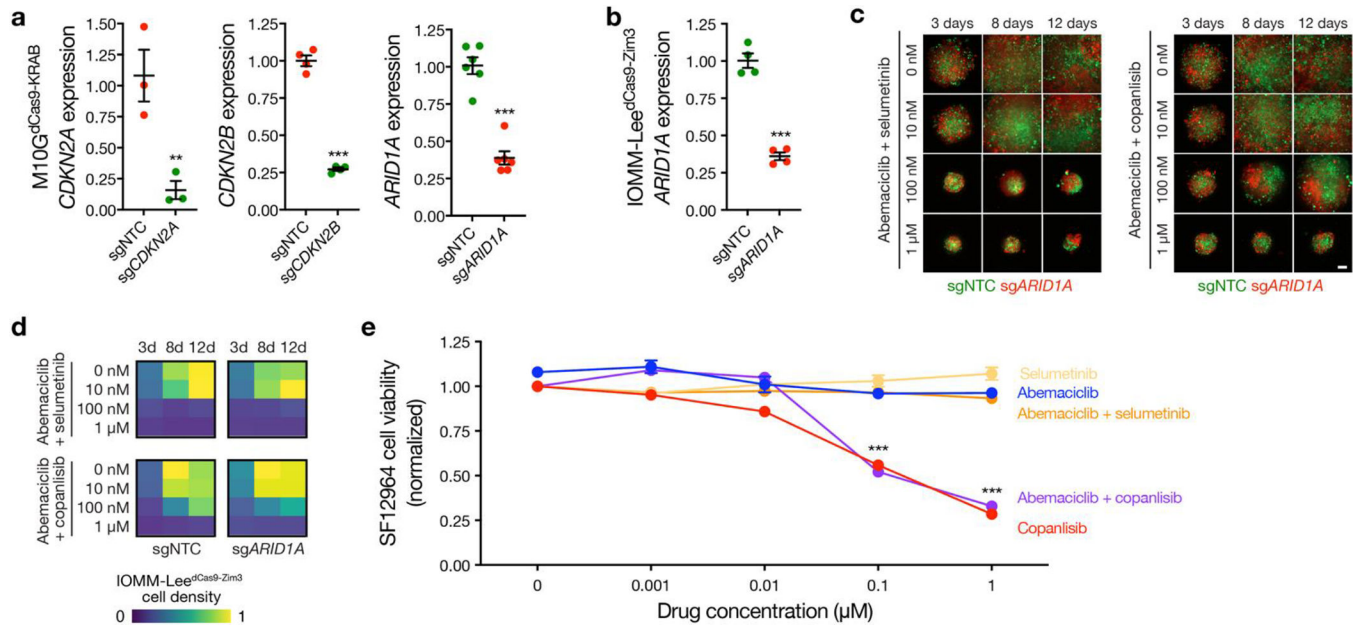 a
M10G^dCas9-KRAB
CDKN2A expression
1.50
1.25
1.00
0.75
0.50
0.25
0.00
**
sgNTC
sgCDKN2A
CDKN2B expression
1.25
1.00
0.75
0.50
0.25
0.00
***
sgNTC
sgCDKN2B
ARID1A expression
1.25
1.00
0.75
0.50
0.25
0.00
***
sgNTC
sgARID1A
b
IOMM-Lee^dCas9-Zim3
ARID1A expression
1.25
1.00
0.75
0.50
0.25
0.00
***
sgNTC
sgARID1A
c
3 days 8 days 12 days
Abemaciclib + selumetinib
0 nM
10 nM
100 nM
1 µM
sgNTC sgARID1A
3 days 8 days 12 days
Abemaciclib + copanlisib
0 nM
10 nM
100 nM
1 µM
sgNTC sgARID1A
d
3d 8d 12d 3d 8d 12d
Abemaciclib
+ selumetinib
0 nM
10 nM
100 nM
1 µM
Abemaciclib
+ copanlisib
0 nM
10 nM
100 nM
1 µM
sgNTC sgARID1A
IOMM-Lee^dCas9-Zim3
cell density
0 1
e
SF12964 cell viability
(normalized)
1.25
1.00
0.75
0.50
0.25
0.00
Selumetinib
Abemaciclib
Abemaciclib + selumetinib
***
***
Abemaciclib + copanlisib
Copanlisib
0 0.001 0.01 0.1 1
Drug concentration (µM)